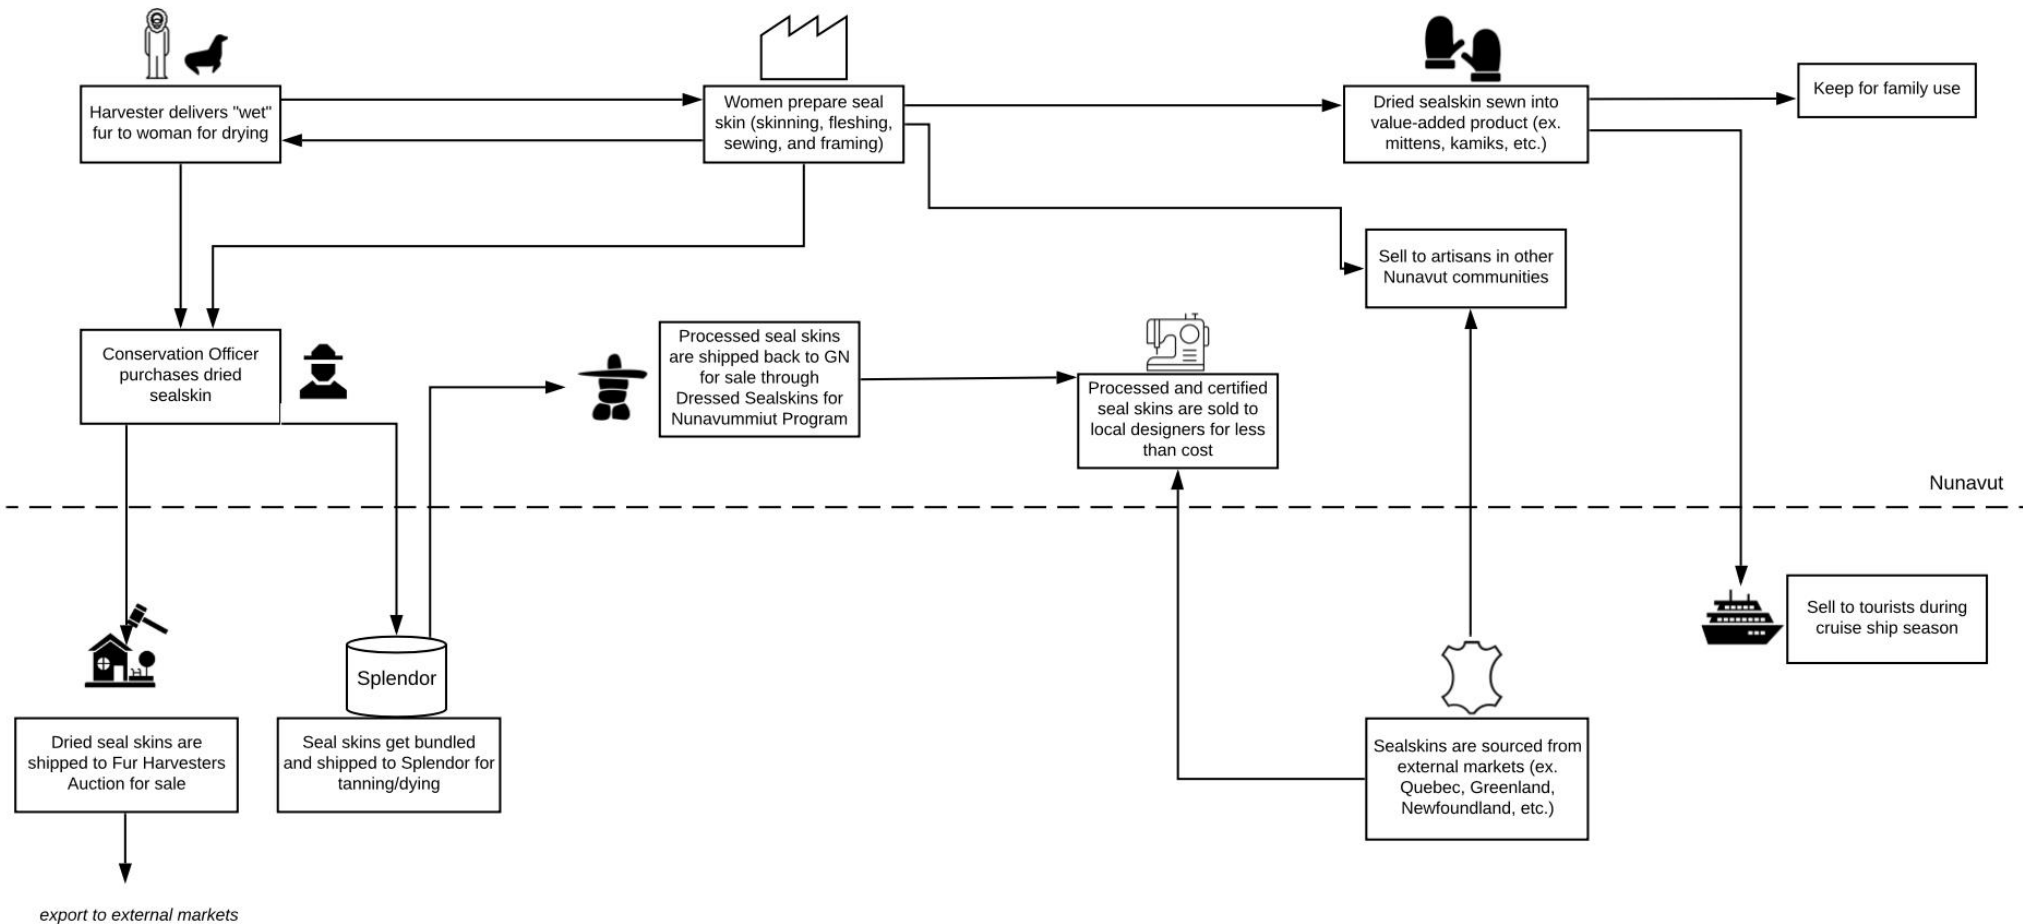 Harvester delivers "wet"
fur to woman for drying
Women prepare seal
skin (skinning, fleshing,
sewing, and framing)
Dried sealskin sewn into
value-added product (ex.
mittens, kamiks, etc.)
Keep for family use
Sell to artisans in other
Nunavut communities
Conservation Officer
purchases dried
sealskin
Processed seal skins
are shipped back to GN
for sale through
Dressed Sealskins for
Nunavummiut Program
Processed and certified
seal skins are sold to
local designers for less
than cost
Nunavut
Sell to tourists during
cruise ship season
Splendor
Dried seal skins are
shipped to Fur Harvesters
Auction for sale
Seal skins get bundled
and shipped to Splendor for
tanning/dying
Sealskins are sourced from
external markets (ex.
Quebec, Greenland,
Newfoundland, etc.)
export to external markets